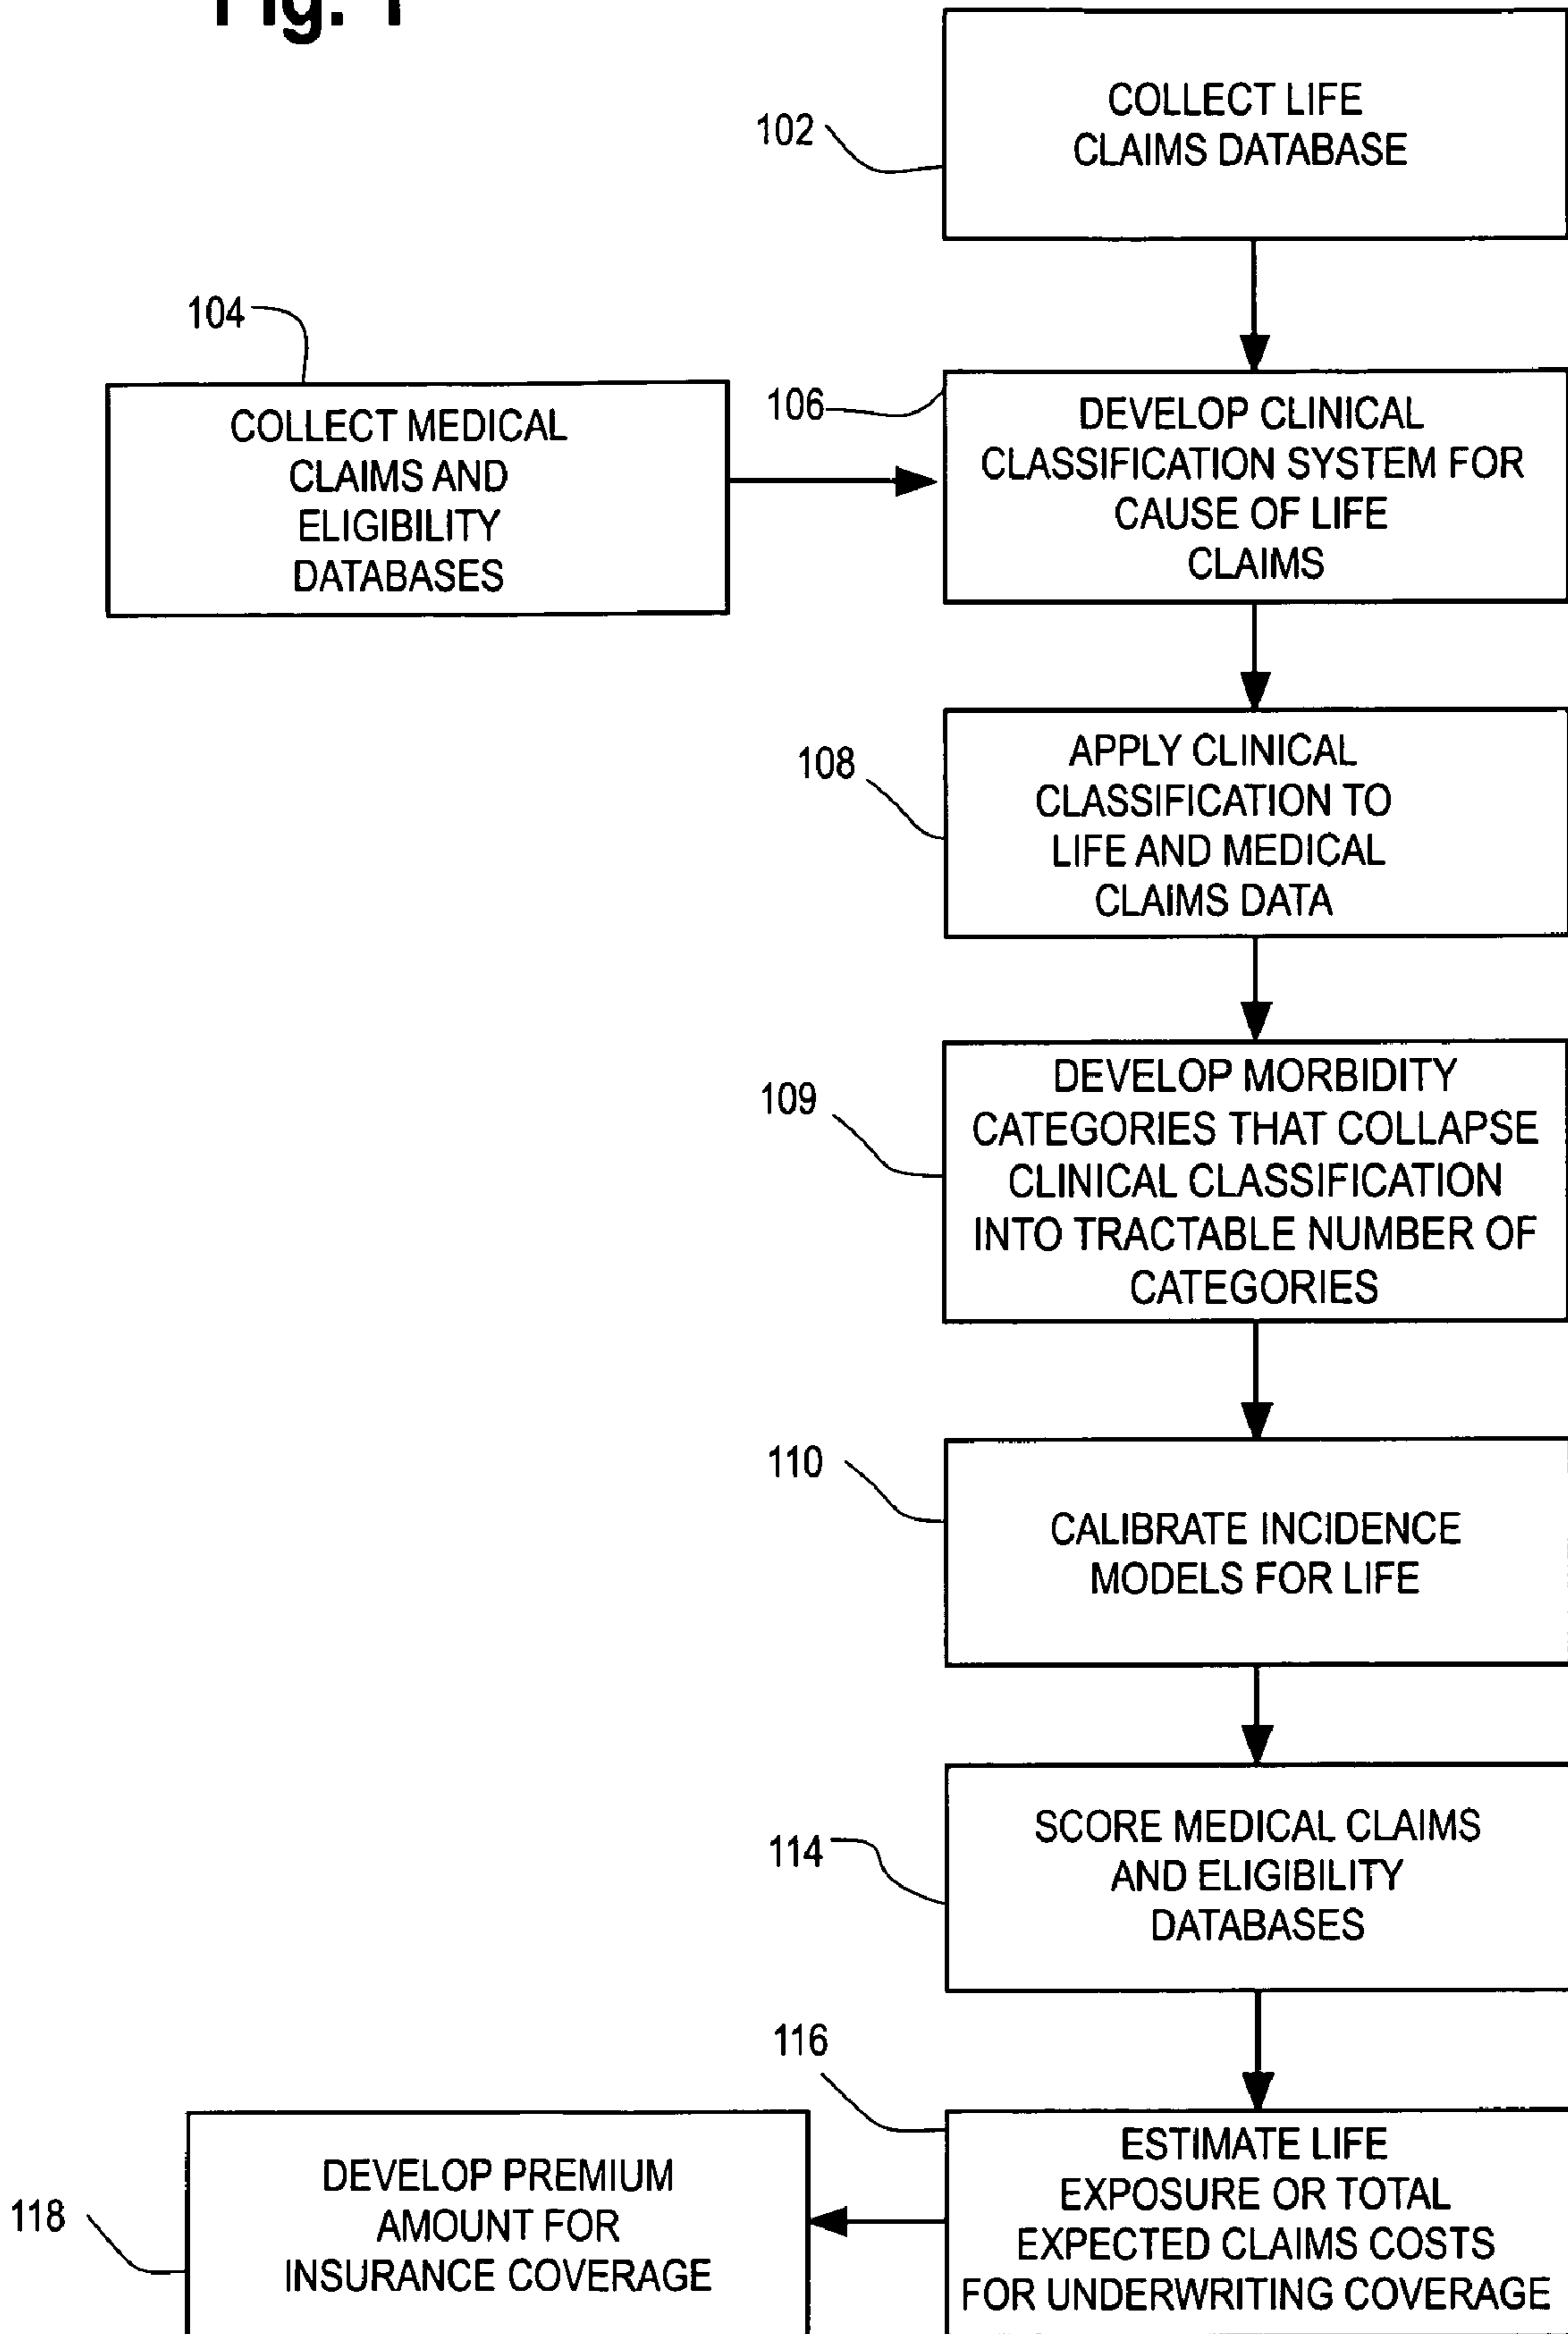 Fig. 1
COLLECT LIFE
CLAIMS DATABASE
102
104
COLLECT MEDICAL
CLAIMS AND
ELIGIBILITY
DATABASES
106
DEVELOP CLINICAL
CLASSIFICATION SYSTEM FOR
CAUSE OF LIFE
CLAIMS
108
APPLY CLINICAL
CLASSIFICATION TO
LIFE AND MEDICAL
CLAIMS DATA
109
DEVELOP MORBIDITY
CATEGORIES THAT COLLAPSE
CLINICAL CLASSIFICATION
INTO TRACTABLE NUMBER OF
CATEGORIES
110
CALIBRATE INCIDENCE
MODELS FOR LIFE
114
SCORE MEDICAL CLAIMS
AND ELIGIBILITY
DATABASES
116
ESTIMATE LIFE
EXPOSURE OR TOTAL
EXPECTED CLAIMS COSTS
FOR UNDERWRITING COVERAGE
118
DEVELOP PREMIUM
AMOUNT FOR
INSURANCE COVERAGE